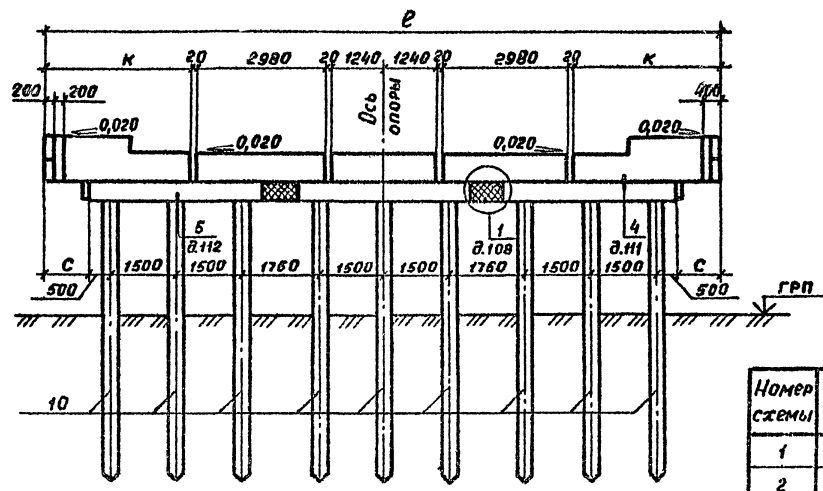 ℓ
к 20 2980 20 1240 1240 20 2980 20 к
200 200 400
Ось опоры
0,020 0,020 0,020 0,020
5
д.112
1
д.108
4
д.111
с 1500 1500 1760 1500 1500 1760 1500 1500 с
500 500
ГРП
10
Номер
схемы
1
2